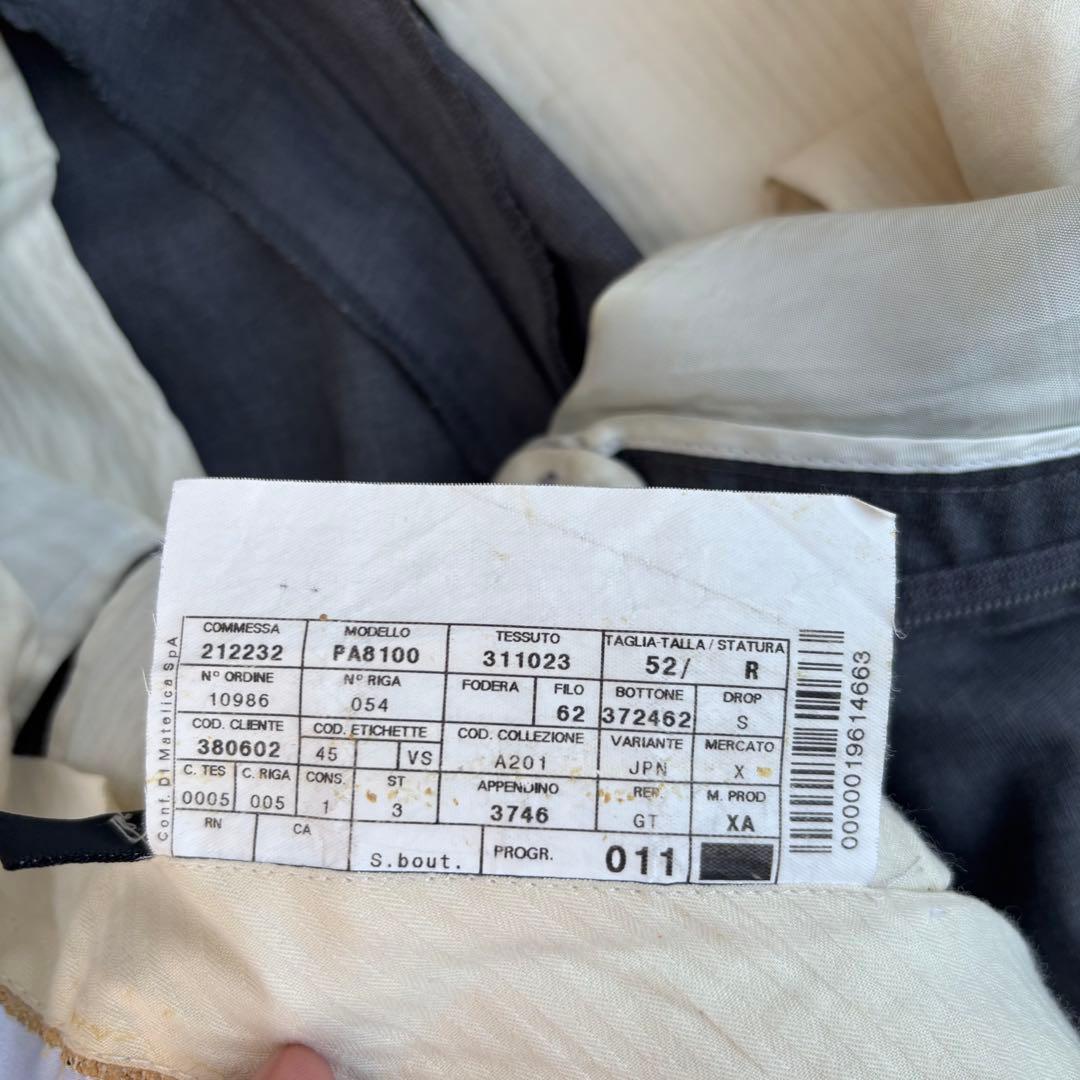 COMMESSA MODELLO TESSUTO TAGLIA-TALLA / STATURA
212232 PA8100 311023 52/ R
Nº ORDINE Nº RIGA FODERA FILO BOTTONE DROP
10986 054 62 372462 S
COD. CLIENTE COD. ETICHETTE COD. COLLEZIONE VARIANTE MERCATO
380602 45 VS A201 JPN X
C. TES C. RIGA CONS. ST APPENDINO REP. M. PROD
0005 005 1 3 3746 GT XA
RN CA S.bout. PROGR. 011
Conf. Di Matelica SpA
0000019614663